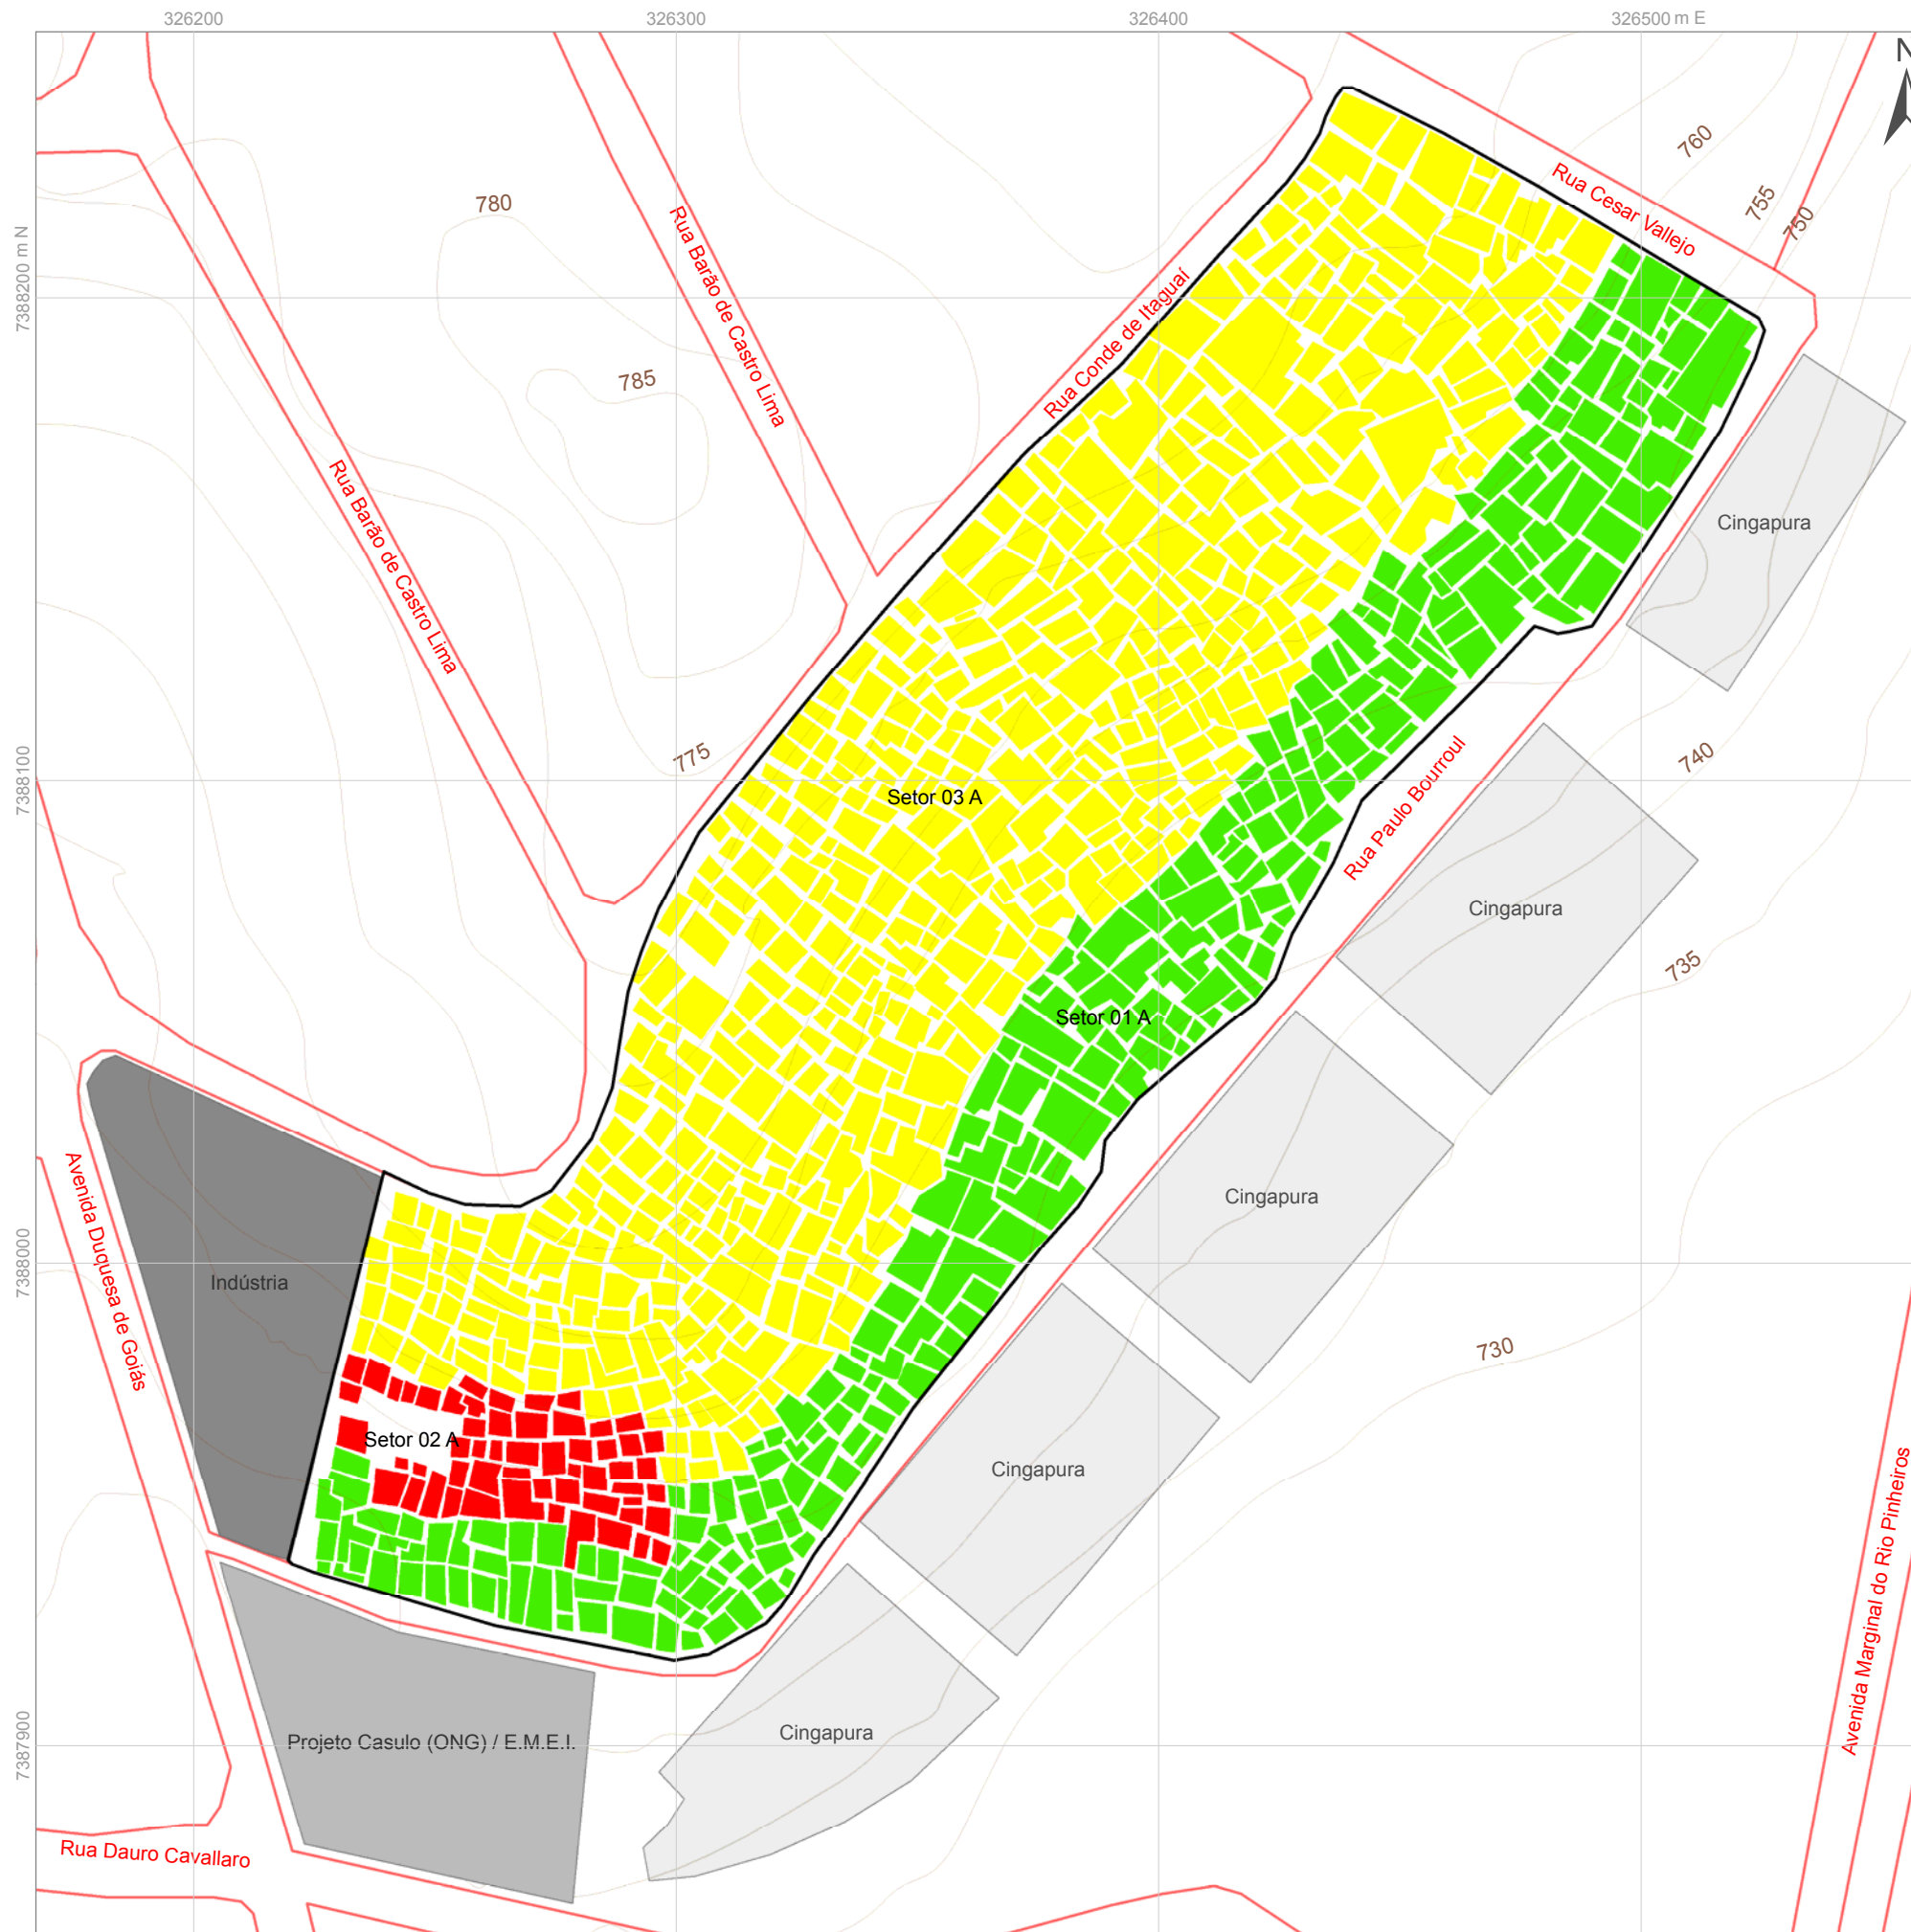 326200
326300
326400
326500 m E
N
760
Rua Cesar Vallejo
755
750
780
Rua Barão de Castro Lima
7388200 m N
Rua Conde de Itaguaí
785
Rua Barão de Castro Lima
Cingapura
775
7388100
Setor 03 A
740
Rua Paulo Bourroul
Cingapura
735
Setor 01 A
Avenida Duquesa de Goiás
Cingapura
7388000
Indústria
730
Setor 02 A
Cingapura
Avenida Marginal do Rio Pinheiros
Cingapura
7387900
Projeto Casulo (ONG) / E.M.E.I.
Rua Dauro Cavallaro